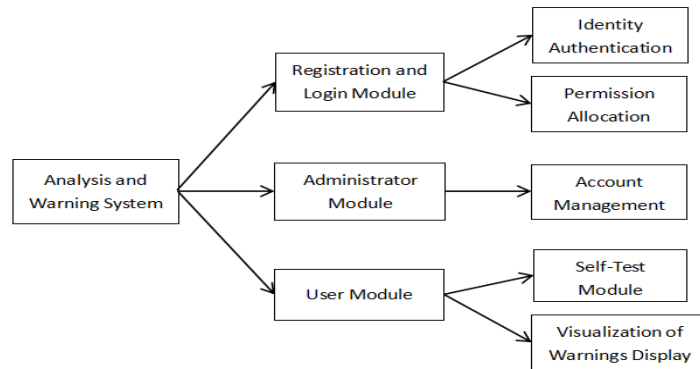 Identity
Authentication
Registration and
Login Module
Permission
Allocation
Analysis and
Warning System
Administrator
Module
Account
Management
User Module
Self-Test
Module
Visualization of
Warnings Display